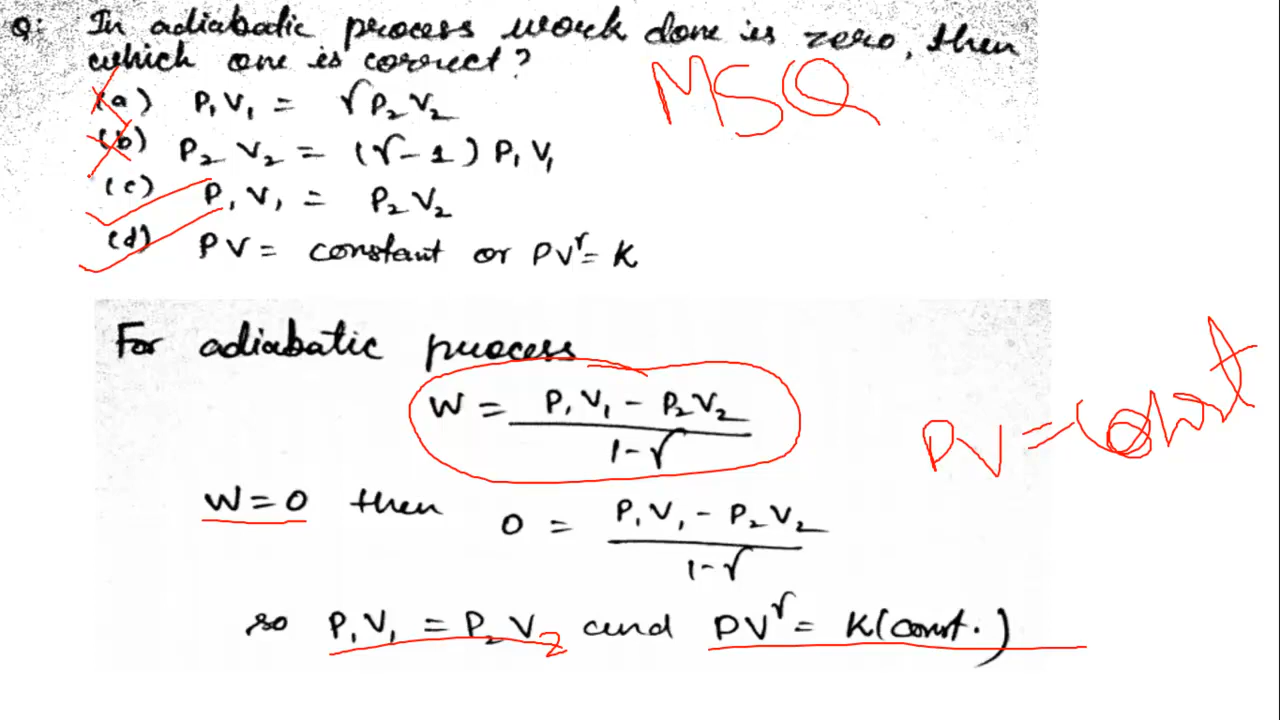 Q: In adiabatic process work done is zero, then
which one is correct?
MSQ
(a) P₁V₁ = γP₂V₂
(b) P₂V₂ = (γ-1) P₁V₁
(c) P₁V₁ = P₂V₂
(d) PV = constant or PV^γ = K
For adiabatic process
W = P₁V₁ - P₂V₂ / 1-γ
PV = Const
W = 0 then 0 = P₁V₁ - P₂V₂ / 1-γ
so P₁V₁ = P₂V₂ and PV^γ = K(const.)